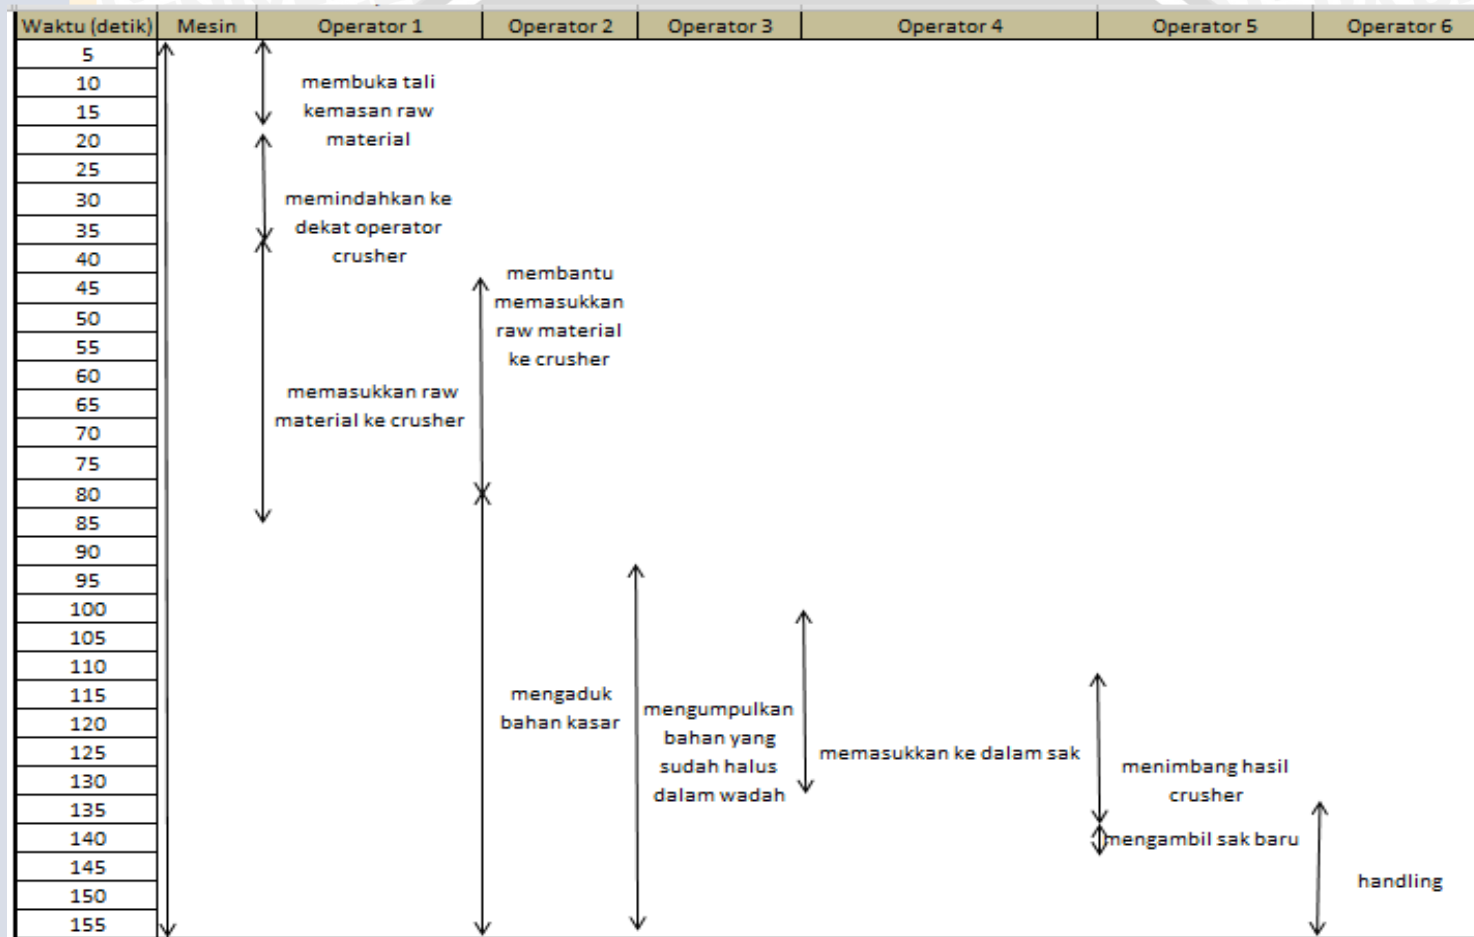 Waktu (detik) Mesin Operator 1 Operator 2 Operator 3 Operator 4 Operator 5 Operator 6
5
10
15
20
25
30
35
40
45
50
55
60
65
70
75
80
85
90
95
100
105
110
115
120
125
130
135
140
145
150
155
membuka tali
kemasan raw
material
memindahkan ke
dekat operator
crusher
memasukkan raw
material ke crusher
membantu
memasukkan
raw material
ke crusher
mengaduk
bahan kasar
mengumpulkan
bahan yang
sudah halus
dalam wadah
memasukkan ke dalam sak
menimbang hasil
crusher
mengambil sak baru
handling